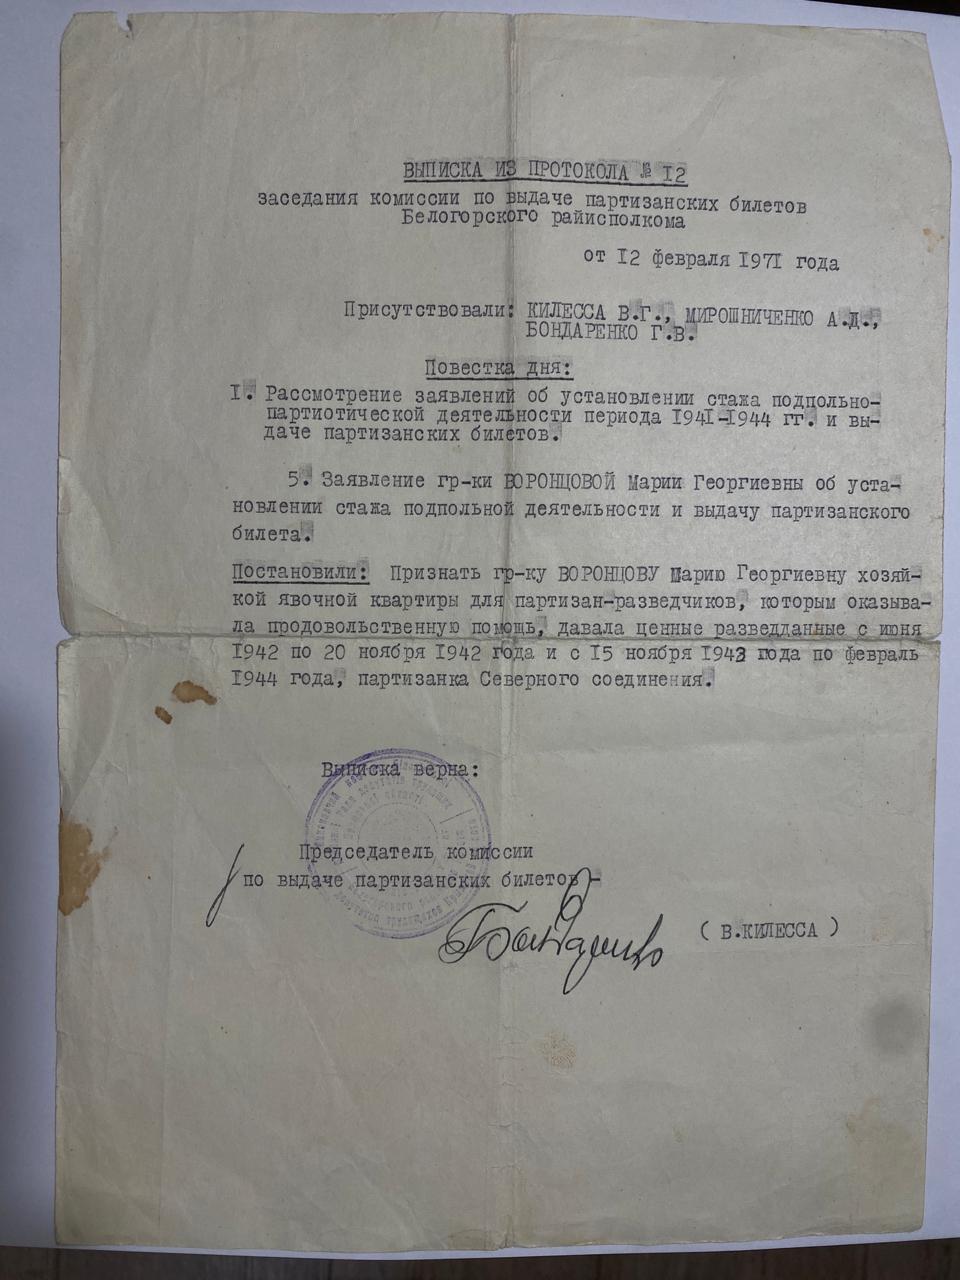 ВЫПИСКА ИЗ ПРОТОКОЛА № 12
заседания комиссии по выдаче партизанских билетов
Белогорского райисполкома
от 12 февраля 1971 года
Присутствовали: КИЛЕССА В.Г., МИРОШНИЧЕНКО А.Д.,
БОНДАРЕНКО Г.В.
Повестка дня:
I. Рассмотрение заявлений об установлении стажа подпольно-
партиотической деятельности периода 1941-1944 гг. и вы-
даче партизанских билетов.
5. Заявление гр-ки ВОРОНЦОВОЙ Марии Георгиевны об уста-
новлении стажа подпольной деятельности и выдачу партизанского
билета.
Постановили: Признать гр-ку ВОРОНЦОВУ Марию Георгиевну хозяй-
кой явочной квартиры для партизан-разведчиков, которым оказыва-
ла продовольственную помощь, давала ценные разведданные с июня
1942 по 20 ноября 1942 года и с 15 ноября 1943 года по февраль
1944 года, партизанка Северного соединения.
Выписка верна:
Председатель комиссии
по выдаче партизанских билетов-
(В.КИЛЕССА)